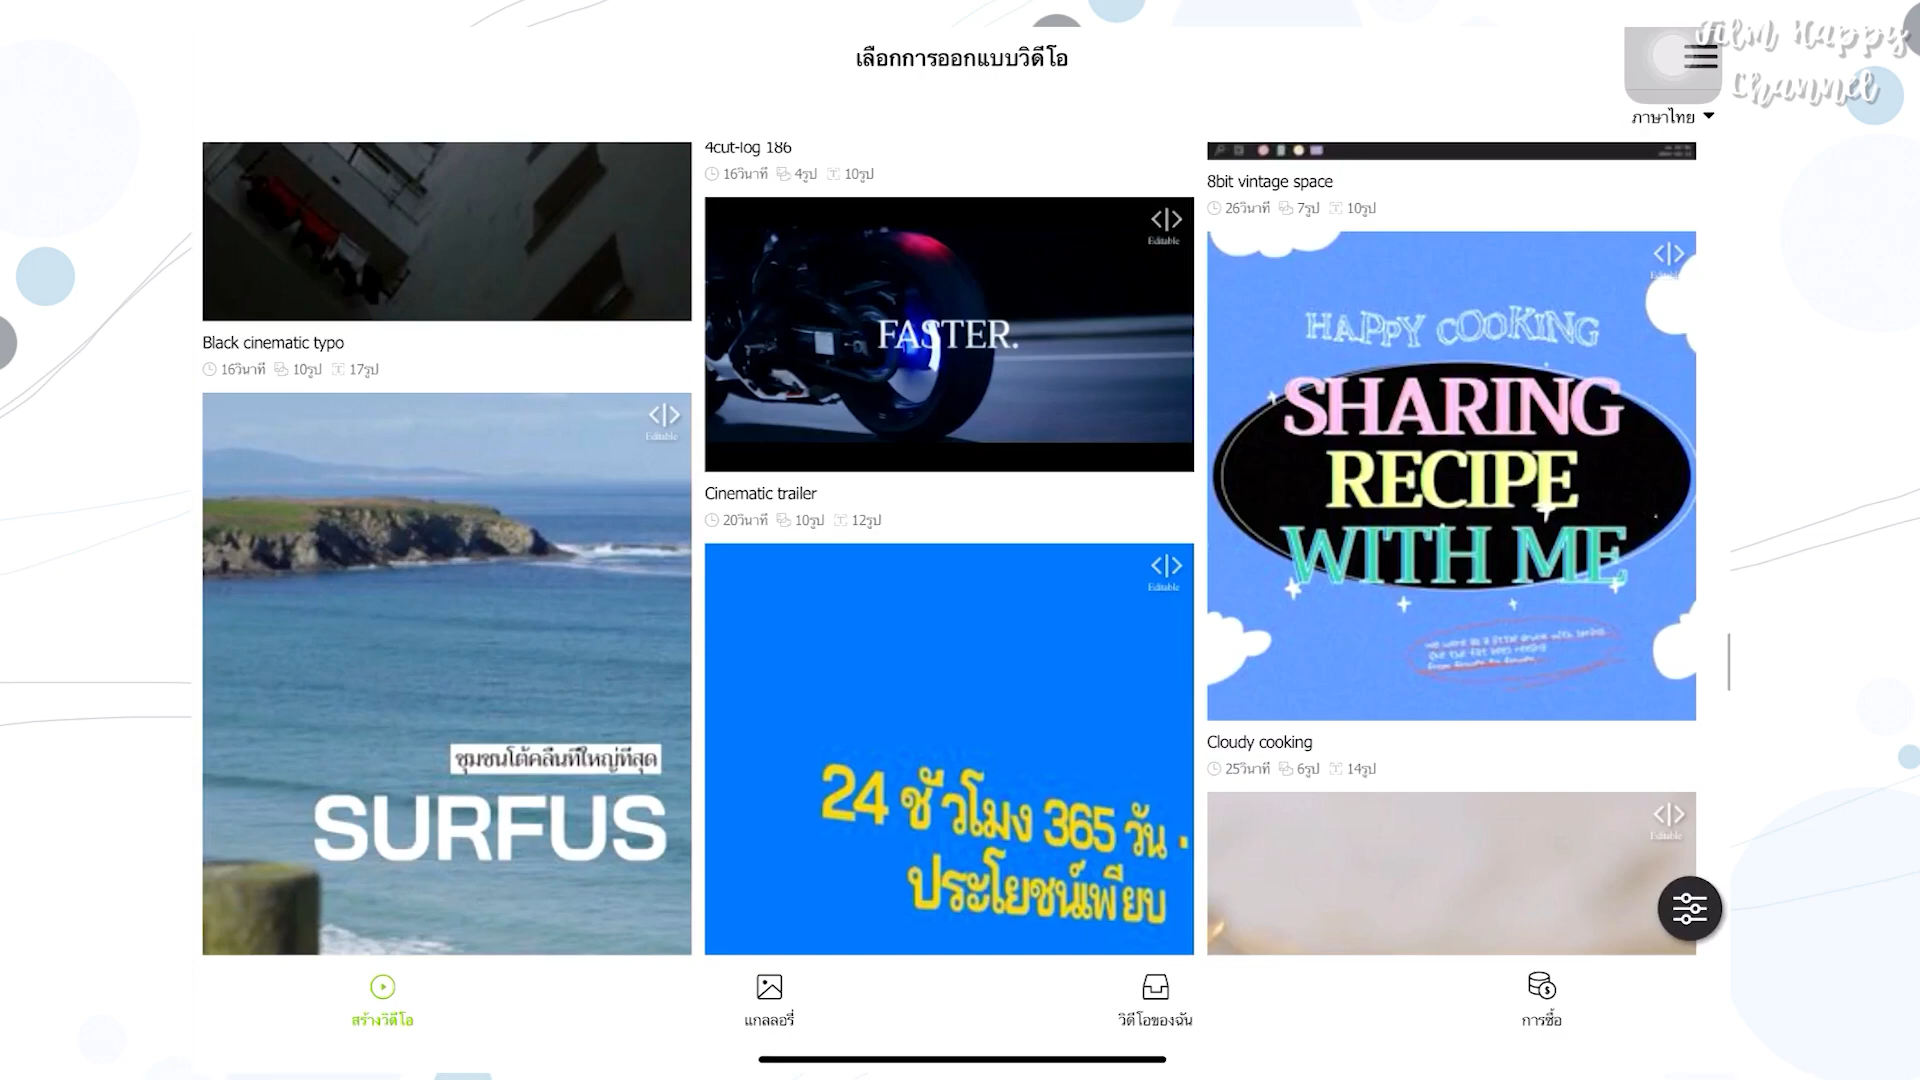 เลือกการออกแบบวิดีโอ
Film Happy
Channel
ภาษาไทย
Black cinematic typo
16วินาที 10รูป 17รูป
Editable
ชุมชนโต้คลื่นที่ใหญ่ที่สุด
SURFUS
4cut-log 186
16วินาที 4รูป 10รูป
Editable
FASTER.
Cinematic trailer
20วินาที 10รูป 12รูป
Editable
24 ชั่วโมง 365 วัน ·
ประโยชน์เพียบ
8bit vintage space
26วินาที 7รูป 10รูป
Editable
HAPPY COOKING
SHARING
RECIPE
WITH ME
Cloudy cooking
25วินาที 6รูป 14รูป
Editable
สร้างวิดีโอ
แกลลอรี่
วิดีโอของฉัน
การซื้อ